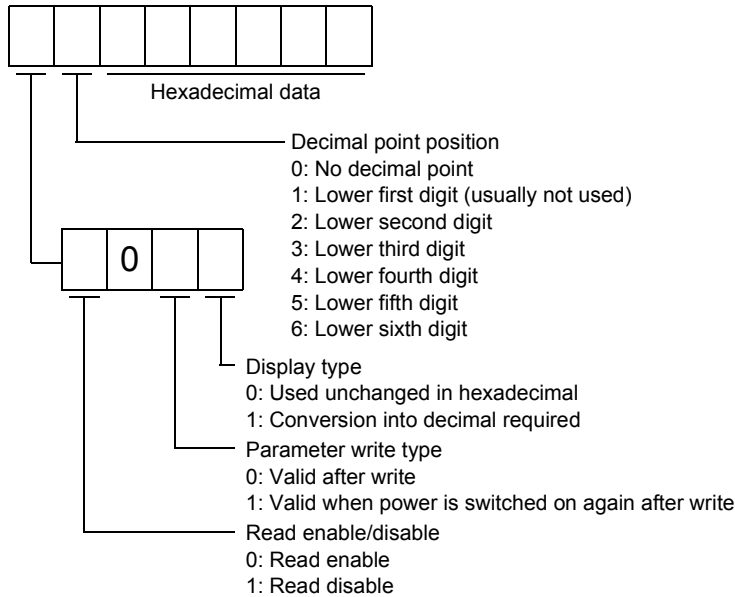 Hexadecimal data
Decimal point position
0: No decimal point
1: Lower first digit (usually not used)
2: Lower second digit
0
3: Lower third digit
4: Lower fourth digit
5: Lower fifth digit
6: Lower sixth digit
Display type
0: Used unchanged in hexadecimal
1: Conversion into decimal required
Parameter write type
0: Valid after write
1: Valid when power is switched on again after write
Read enable/disable
0: Read enable
1: Read disable